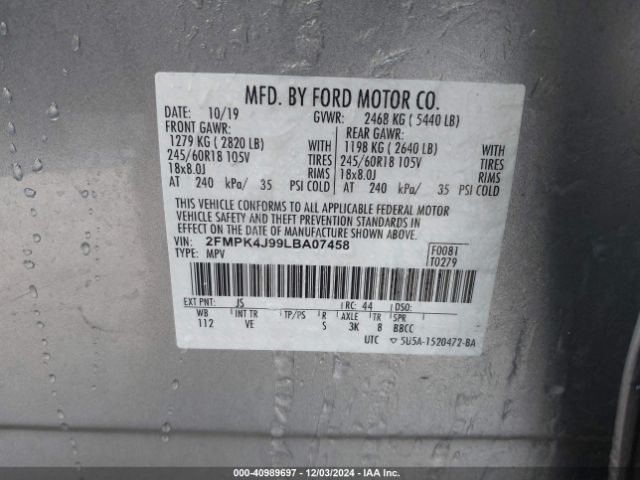 MFD. BY FORD MOTOR CO.
DATE: 10/19 GVWR: 2468 KG ( 5440 LB)
FRONT GAWR: REAR GAWR:
1279 KG ( 2820 LB) WITH 1198 KG ( 2640 LB) WITH
245/60R18 105V TIRES 245/60R18 105V TIRES
18x8.0J RIMS 18x8.0J RIMS
AT 240 kPa/ 35 PSI COLD AT 240 kPa/ 35 PSI COLD
THIS VEHICLE CONFORMS TO ALL APPLICABLE FEDERAL MOTOR
VEHICLE SAFETY AND THEFT PREVENTION STANDARDS IN
EFFECT ON THE DATE OF MANUFACTURE SHOWN ABOVE.
VIN: 2FMPK4J99LBA07458 F0081
TYPE: MPV T0279
EXT PNT: JS RC: 44 DSO:
WB INT TR TP/PS R AXLE TR SPR
112 VE S 3K 8 BBCC
UTC ▽ 5U5A-1520472-BA
000-40989697 - 12/03/2024 - IAA Inc.